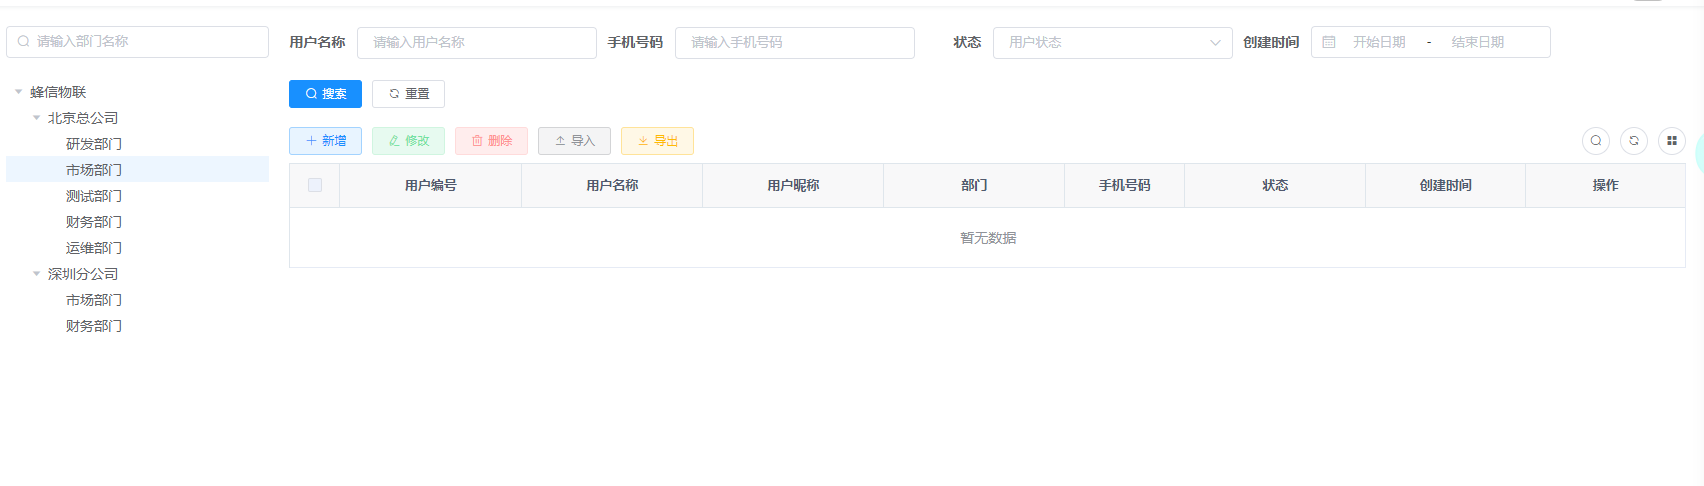 请输入部门名称
蜂信物联
北京总公司
研发部门
市场部门
测试部门
财务部门
运维部门
深圳分公司
市场部门
财务部门
用户名称 请输入用户名称 手机号码 请输入手机号码 状态 用户状态 创建时间 开始日期 - 结束日期
搜索 重置
新增 修改 删除 导入 导出
用户编号 用户名称 用户昵称 部门 手机号码 状态 创建时间 操作
暂无数据